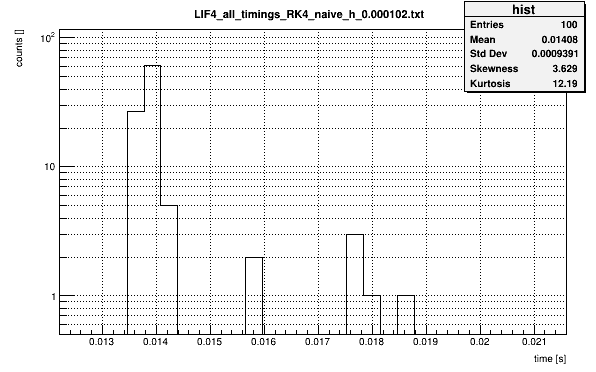 LIF4_all_timings_RK4_naive_h_0.000102.txt
hist
Entries 100
Mean 0.01408
Std Dev 0.0009391
Skewness 3.629
Kurtosis 12.19
counts []
10²
10
1
0.013 0.014 0.015 0.016 0.017 0.018 0.019 0.02 0.021
time [s]